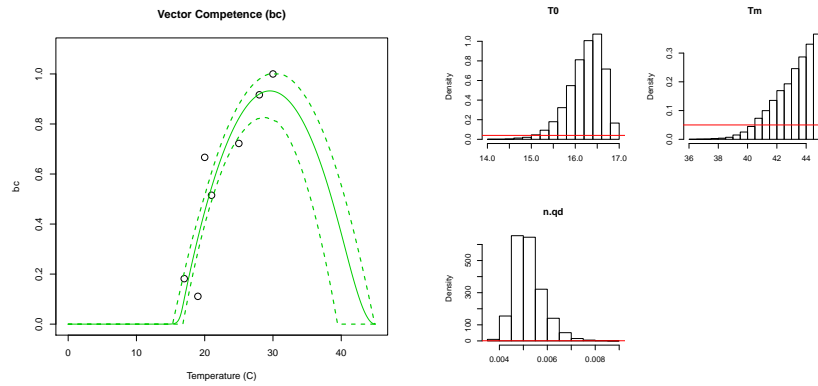 Vector Competence (bc)
bc
0.0 0.2 0.4 0.6 0.8 1.0
0 10 20 30 40
Temperature (C)
T0
Density
0.0 0.2 0.4 0.6 0.8 1.0
14.0 15.0 16.0 17.0
Tm
Density
0.0 0.1 0.2 0.3
36 38 40 42 44
n.qd
Density
0 100 300 500
0.004 0.006 0.008